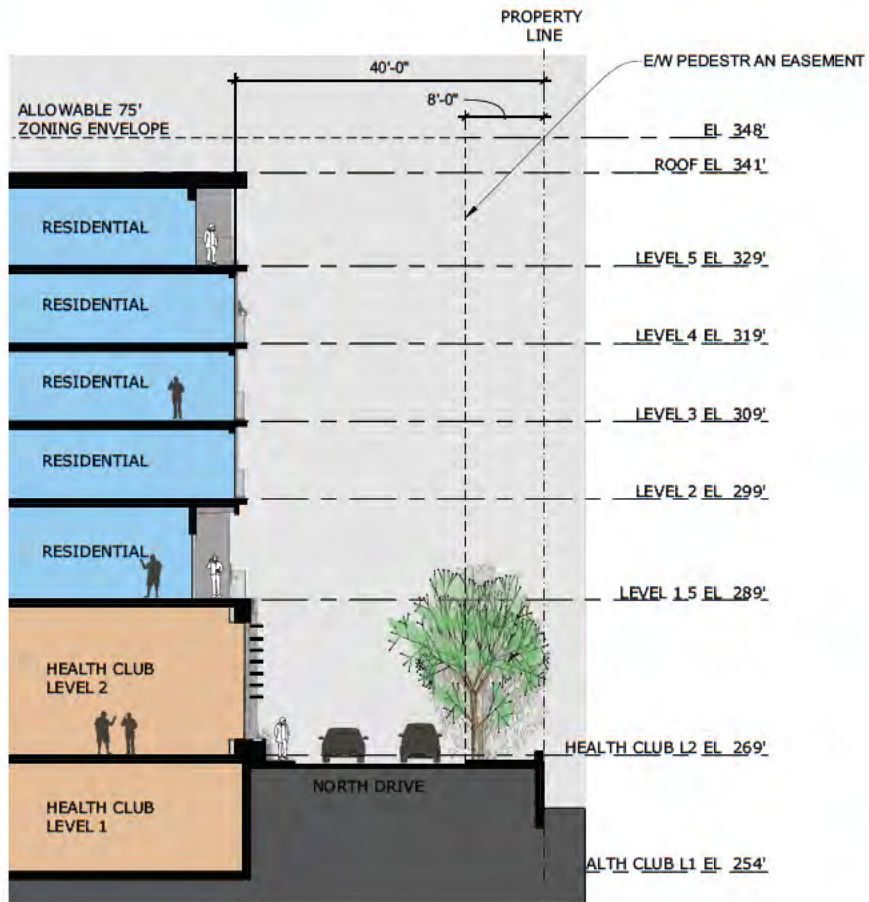 PROPERTY
LINE
E/W PEDESTR AN EASEMENT
40'-0"
8'-0"
ALLOWABLE 75'
ZONING ENVELOPE
EL 348'
ROOF EL 341'
RESIDENTIAL
LEVEL 5 EL 329'
RESIDENTIAL
LEVEL 4 EL 319'
RESIDENTIAL
LEVEL 3 EL 309'
RESIDENTIAL
LEVEL 2 EL 299'
RESIDENTIAL
LEVEL 1.5 EL 289'
HEALTH CLUB
LEVEL 2
HEALTH CLUB L2 EL 269'
NORTH DRIVE
HEALTH CLUB
LEVEL 1
ALTH CLUB L1 EL 254'